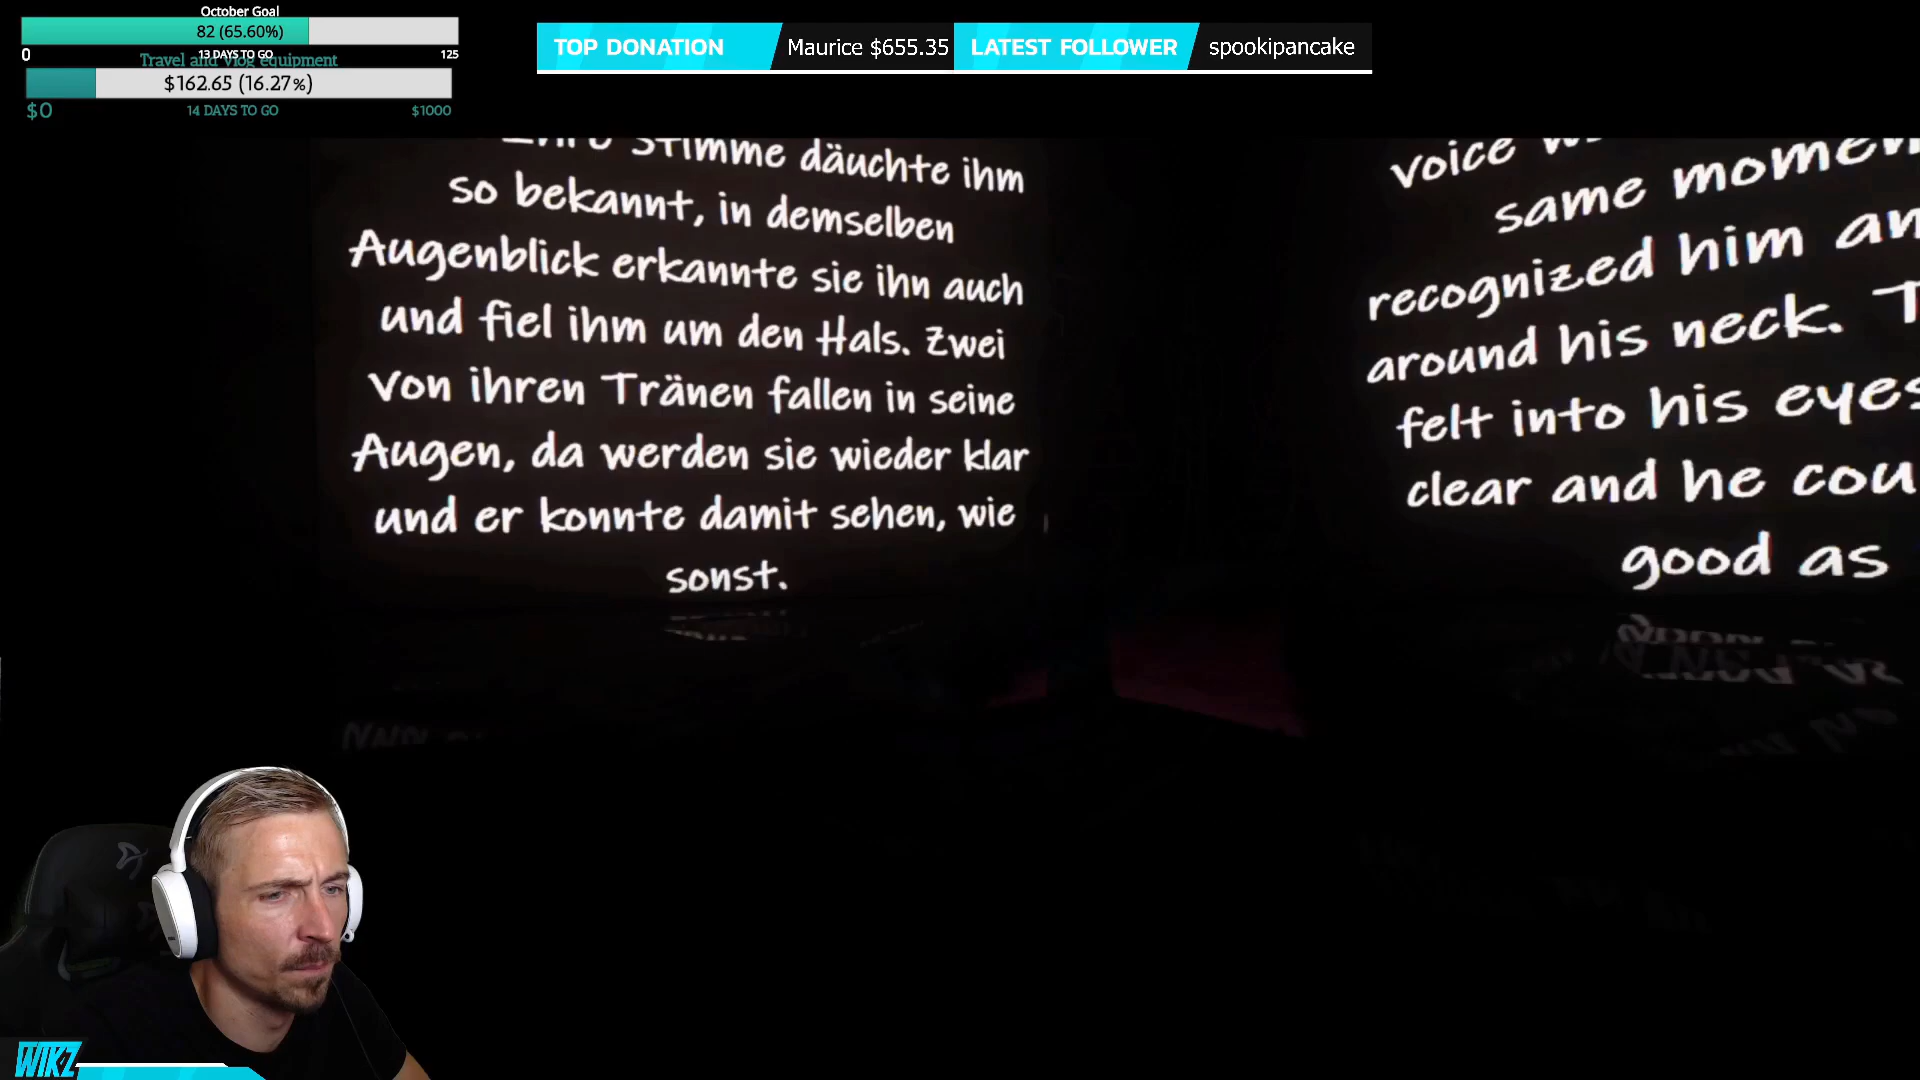 October Goal
82 (65.60%)
0
13 DAYS TO GO
125
Travel and Vlog equipment
$162.65 (16.27%)
$0
14 DAYS TO GO
$1000
TOP DONATION
Maurice $655.35
LATEST FOLLOWER
spookipancake
Stimme däuchte ihm
so bekannt, in demselben
Augenblick erkannte sie ihn auch
und fiel ihm um den Hals. Zwei
von ihren Tränen fallen in seine
Augen, da werden sie wieder klar
und er konnte damit sehen, wie
sonst.
voice
same
recognized him
around his neck.
felt into his eyes
clear and he
good as
WIKZ